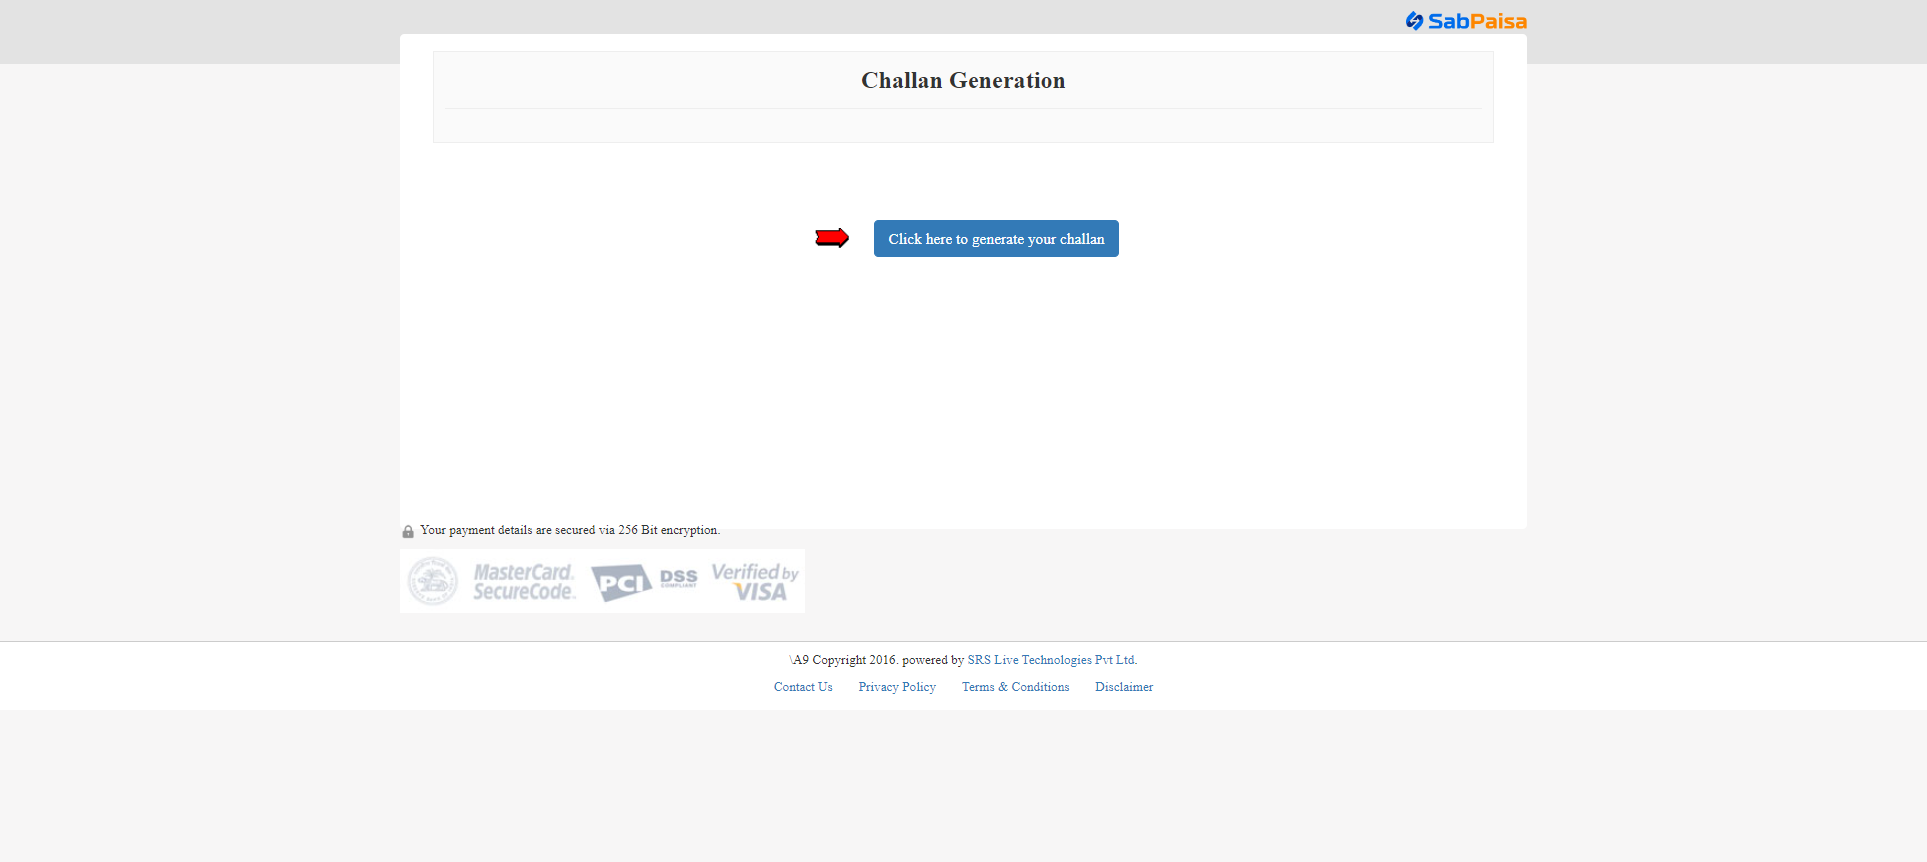 SabPaisa
Challan Generation
Click here to generate your challan
Your payment details are secured via 256 Bit encryption.
MasterCard.
SecureCode.
PCI
DSS
COMPLIANT
Verified by
VISA
\A9 Copyright 2016. powered by SRS Live Technologies Pvt Ltd.
Contact Us Privacy Policy Terms & Conditions Disclaimer